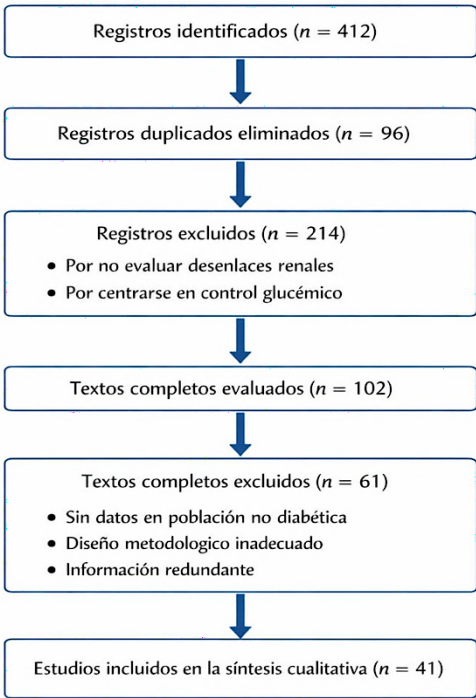 Registros identificados (n = 412)
Registros duplicados eliminados (n = 96)
Registros excluidos (n = 214)
• Por no evaluar desenlaces renales
• Por centrarse en control glucémico
Textos completos evaluados (n = 102)
Textos completos excluidos (n = 61)
• Sin datos en población no diabética
• Diseño metodologico inadecuado
• Información redundante
Estudios incluidos en la síntesis cualitativa (n = 41)